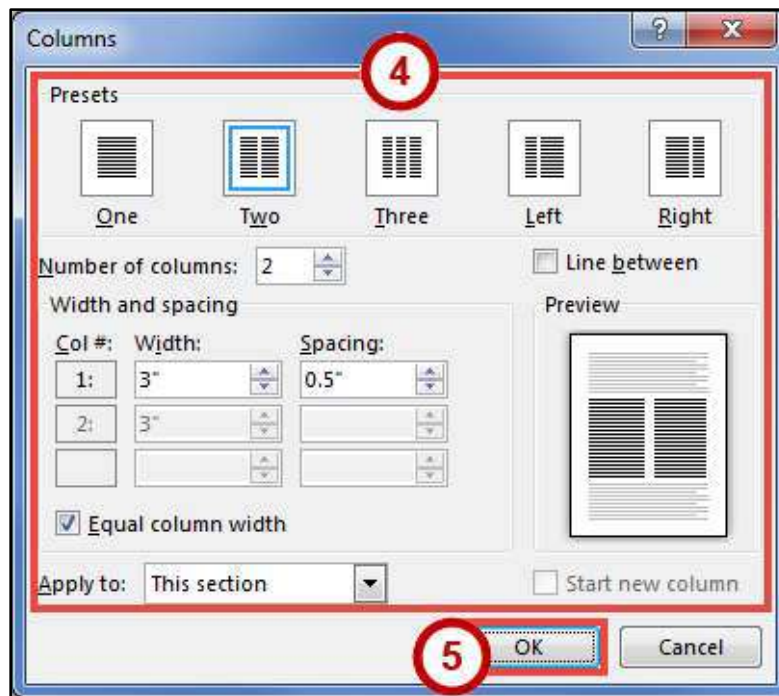 Columns
4
Presets
One Two Three Left Right
Number of columns: 2 Line between
Width and spacing Preview
Col #: Width: Spacing:
1: 3" 0.5"
2: 3"
Equal column width
Apply to: This section Start new column
5 OK Cancel